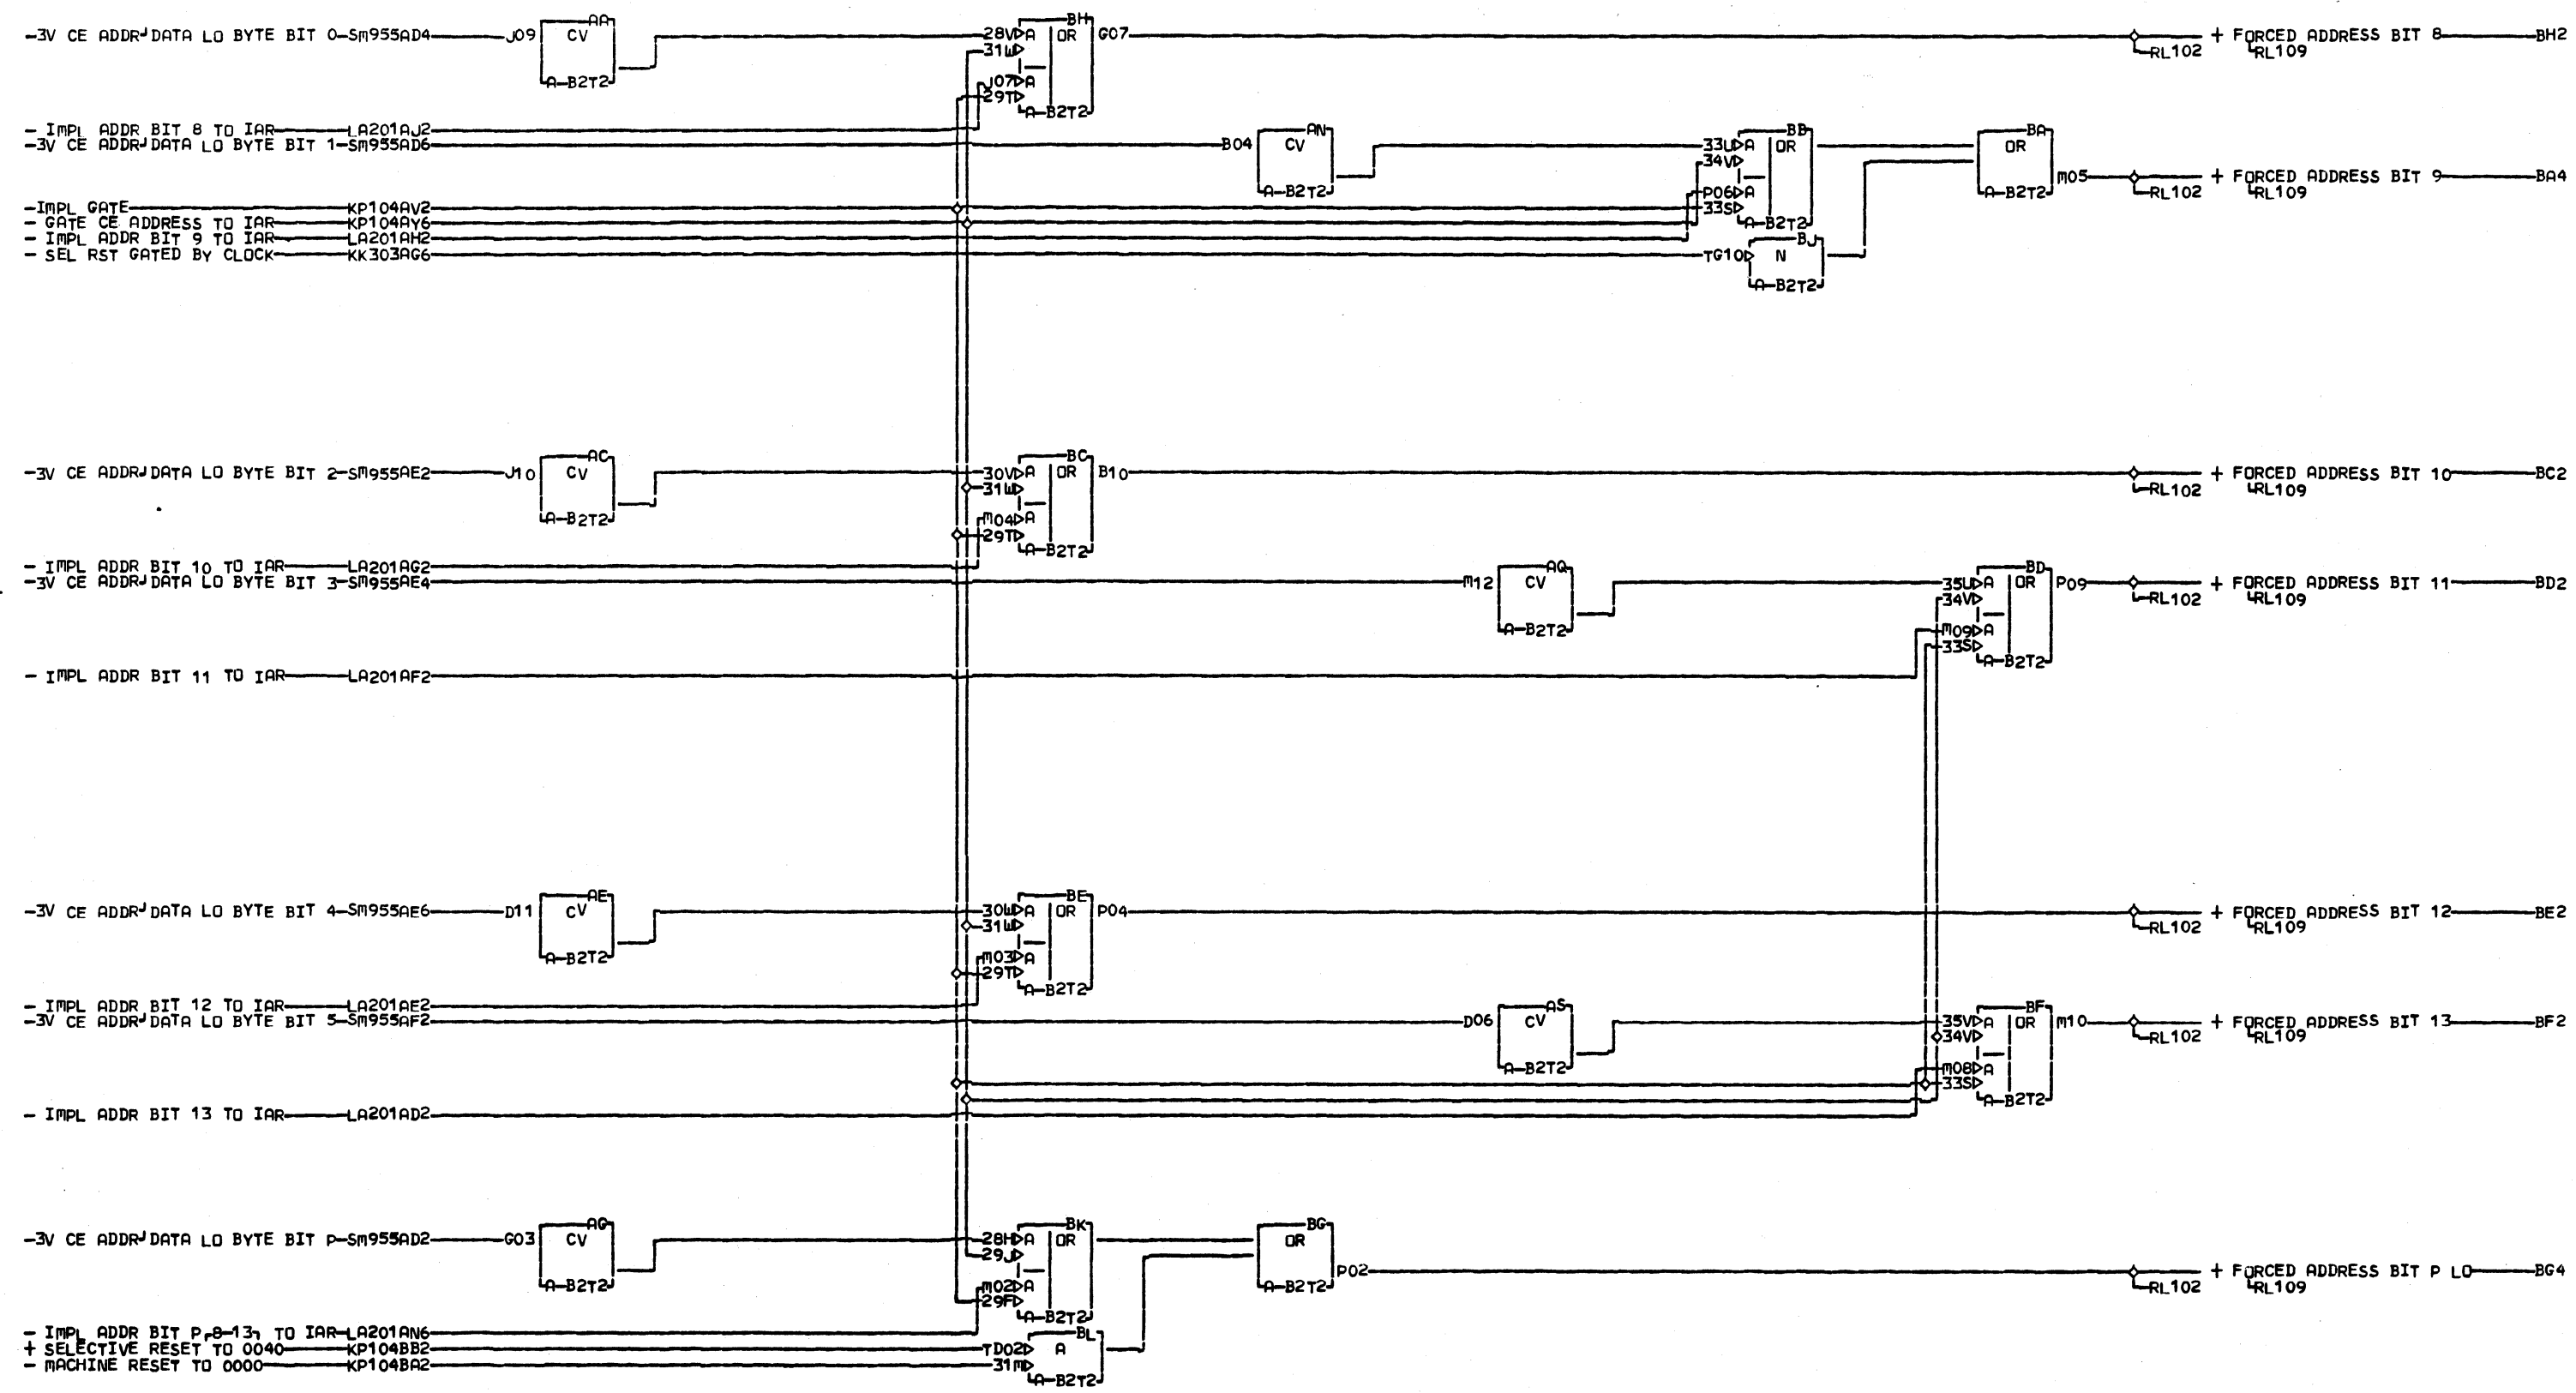 AA BH
-3V CE ADDR DATA LO BYTE BIT 0-SM955AD4 J09 CV 28V A OR G07 + FORCED ADDRESS BIT 8 BH2
31W RL102 RL109
J07 A
A-B2T2 29T
A-B2T2
- IMPL ADDR BIT 8 TO IAR LA201AJ2 AN BB BA
-3V CE ADDR DATA LO BYTE BIT 1-SM955AD6 B04 CV 33U A OR OR
34V
M05 + FORCED ADDRESS BIT 9 BA4
A-B2T2 P06 A A-B2T2 RL102 RL109
-IMPL GATE KP104AV2 33S
- GATE CE ADDRESS TO IAR KP104AY6 A-B2T2
- IMPL ADDR BIT 9 TO IAR LA201AH2 BJ
- SEL RST GATED BY CLOCK KK303AG6 TG10 N
A-B2T2
AC BC
-3V CE ADDR DATA LO BYTE BIT 2-SM955AE2 J10 CV 30V A OR B10 + FORCED ADDRESS BIT 10 BC2
31W RL102 RL109
A-B2T2 M04 A
29T
A-B2T2
- IMPL ADDR BIT 10 TO IAR LA201AG2 AQ BD
-3V CE ADDR DATA LO BYTE BIT 3-SM955AE4 M12 CV 35U A OR P09 + FORCED ADDRESS BIT 11 BD2
34V RL102 RL109
A-B2T2 M09 A
33S
A-B2T2
- IMPL ADDR BIT 11 TO IAR LA201AF2
AE BE
-3V CE ADDR DATA LO BYTE BIT 4-SM955AE6 D11 CV 30W A OR P04 + FORCED ADDRESS BIT 12 BE2
31W RL102 RL109
A-B2T2 M03 A
29T
A-B2T2
- IMPL ADDR BIT 12 TO IAR LA201AE2 AS BF
-3V CE ADDR DATA LO BYTE BIT 5-SM955AF2 D06 CV 35V A OR M10 + FORCED ADDRESS BIT 13 BF2
34V RL102 RL109
A-B2T2 M08 A
33S
A-B2T2
- IMPL ADDR BIT 13 TO IAR LA201AD2
AG BK BG
-3V CE ADDR DATA LO BYTE BIT P-SM955AD2 G03 CV 28H A OR OR
29J
P02 + FORCED ADDRESS BIT P LO BG4
A-B2T2 M02 A A-B2T2 RL102 RL109
29F
A-B2T2
- IMPL ADDR BIT P 8-13 TO IAR-LA201AN6 BL
+ SELECTIVE RESET TO 0040 KP104BB2 TD02 A
- MACHINE RESET TO 0000 KP104BA2 31M
A-B2T2